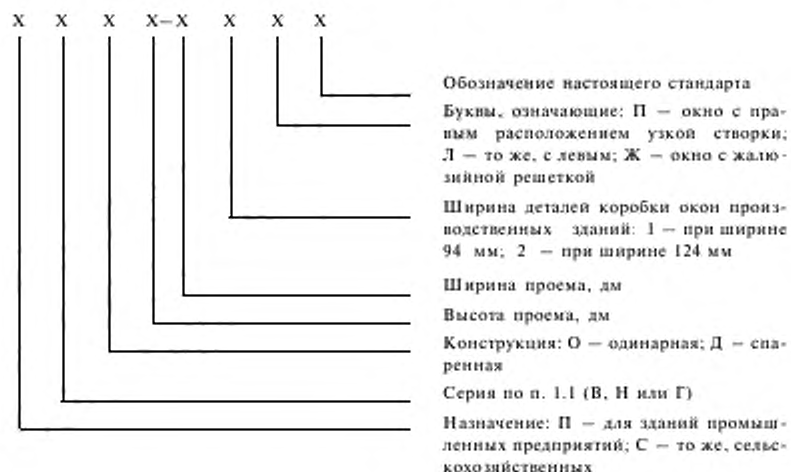 X X X X–X X X X
Обозначение настоящего стандарта
Буквы, означающие: П — окно с пра-
вым расположением узкой створки;
Л — то же, с левым; Ж — окно с жалю-
зийной решеткой
Ширина деталей коробки окон произ-
водственных зданий: 1 — при ширине
94 мм; 2 — при ширине 124 мм
Ширина проема, дм
Высота проема, дм
Конструкция: О — одинарная; Д — спа-
ренная
Серия по п. 1.1 (В, Н или Г)
Назначение: П — для зданий промыш-
ленных предприятий; С — то же, сельс-
кохозяйственных